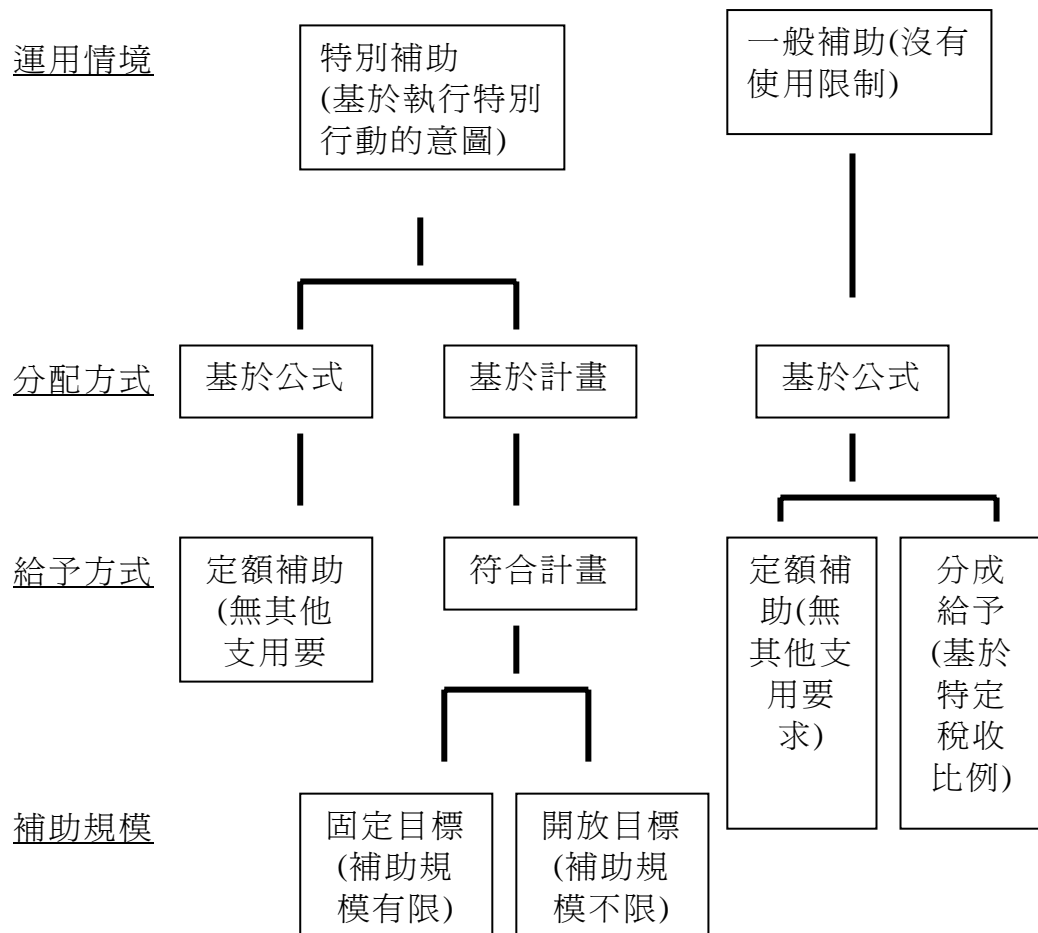 運用情境
特別補助
(基於執行特別
行動的意圖)
一般補助(沒有
使用限制)
分配方式
基於公式
基於計畫
基於公式
給予方式
定額補助
(無其他
支用要
符合計畫
定額補
助(無
其他支
用要
求)
分成
給予
(基於
特定
稅收
比例)
補助規模
固定目標
(補助規
模有限)
開放目標
(補助規
模不限)